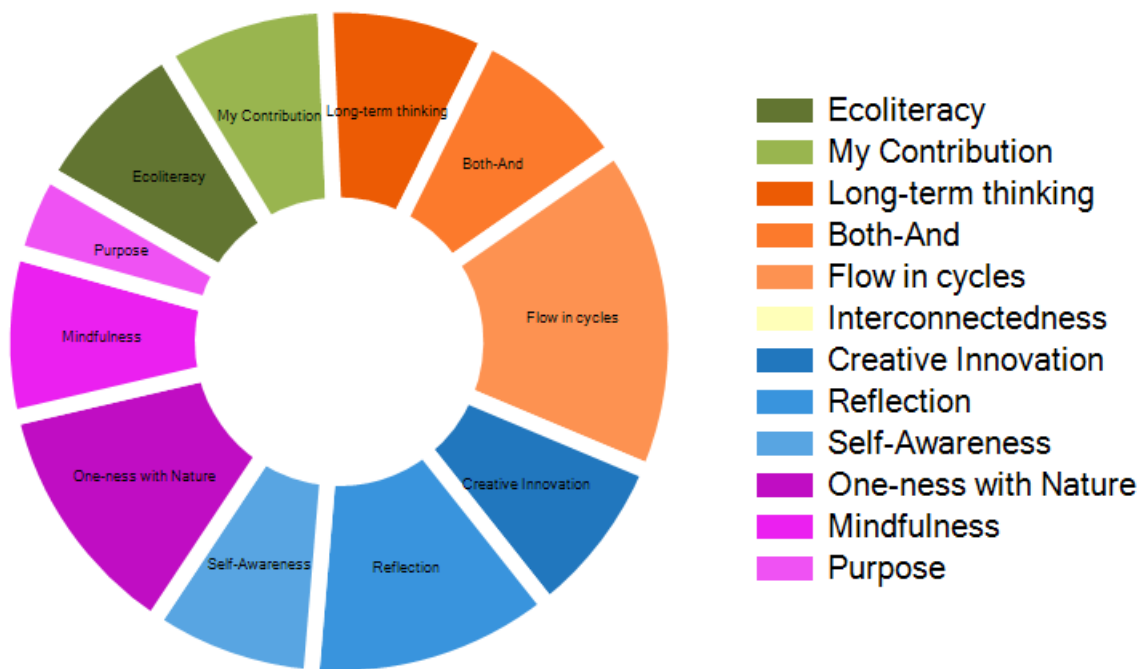 My Contribution
Long-term thinking
Both-And
Ecoliteracy
Purpose
Flow in cycles
Mindfulness
One-ness with Nature
Creative Innovation
Self-Awareness
Reflection
Ecoliteracy
My Contribution
Long-term thinking
Both-And
Flow in cycles
Interconnectedness
Creative Innovation
Reflection
Self-Awareness
One-ness with Nature
Mindfulness
Purpose